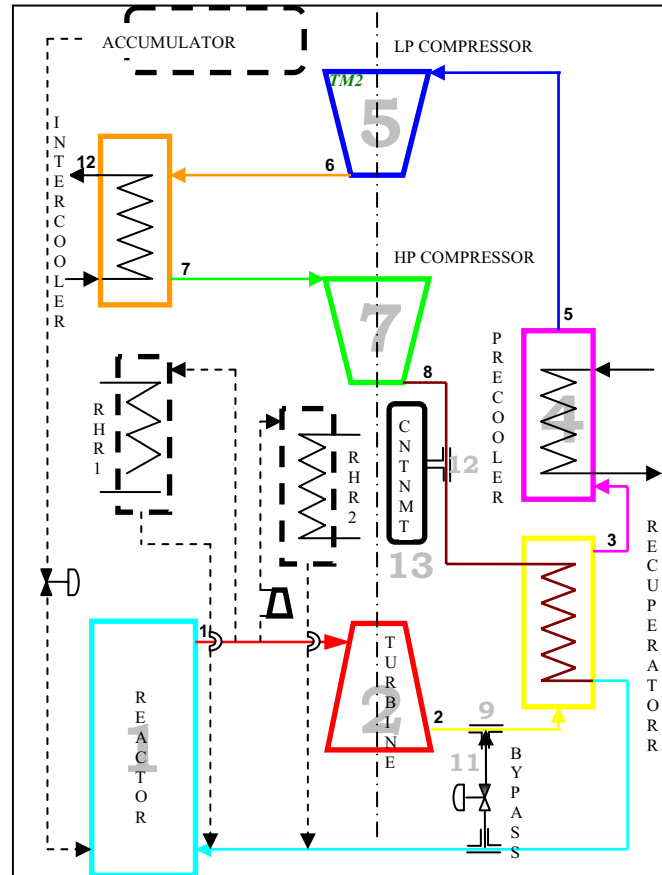 ACCUMULATOR
LP COMPRESSOR
TM2
5
INTERCOOLER
12
6
7
HP COMPRESSOR
7
8
5
PRECOOLER
4
RHR1
RHR2
CNTNMT
12
13
3
RECUPERATORR
1
REACTOR
1
TURBINE
2
2
9
11
BYPASS